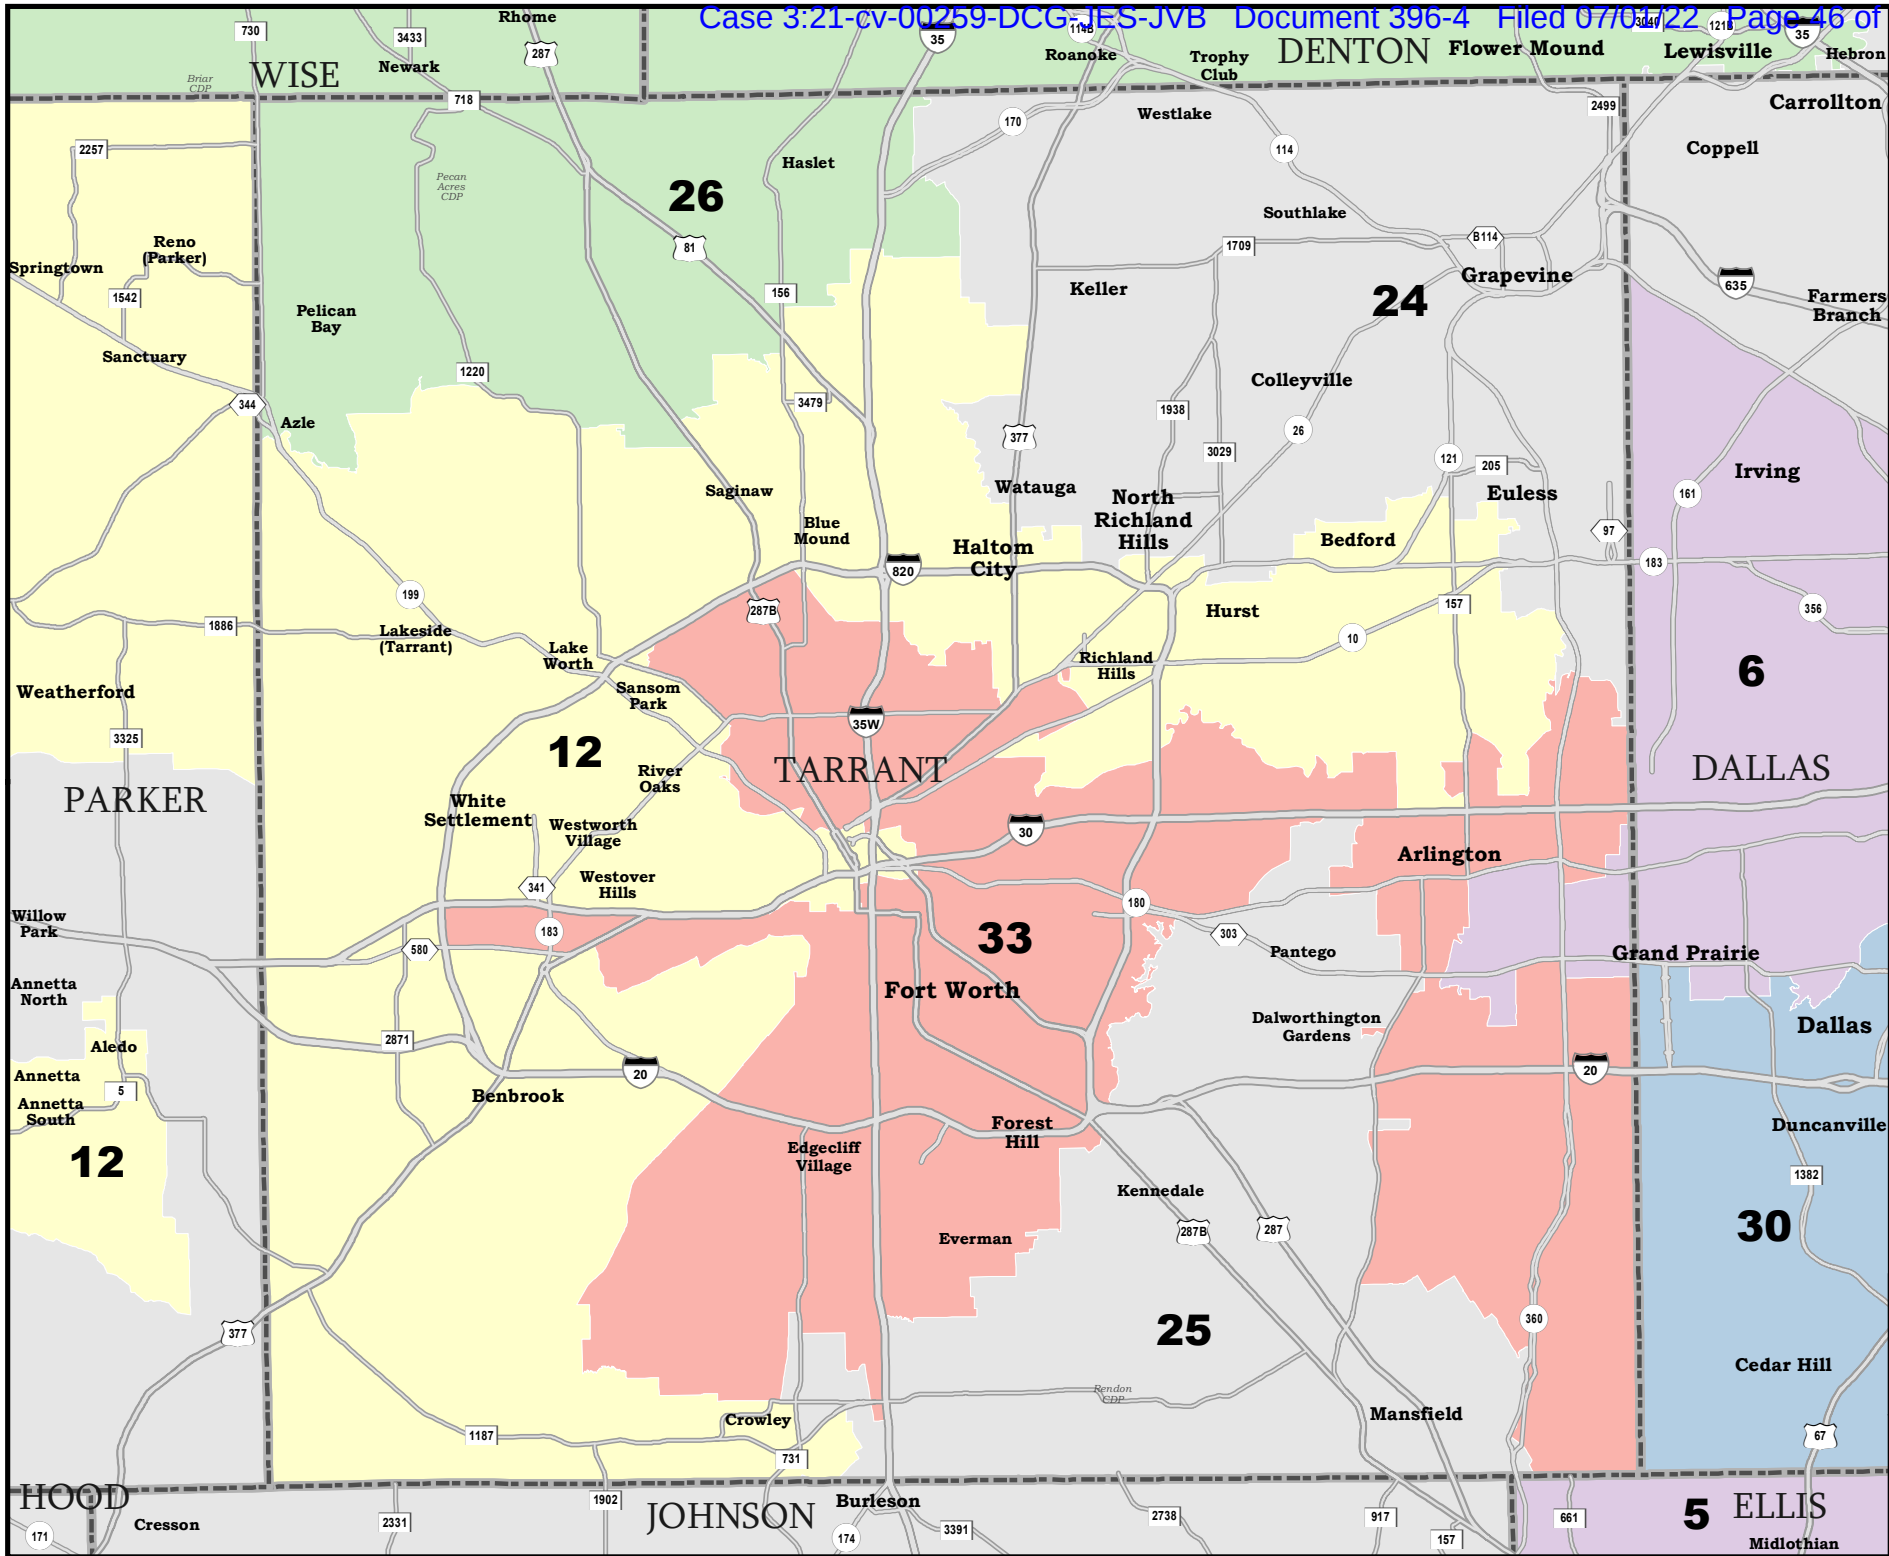 Case 3:21-cv-00259-DCG-JES-JVB Document 396-4 Filed 07/01/22 Page 46 of
730
3433
Rhome
287
35
114B
Roanoke
Trophy
Club
DENTON
Flower Mound
3040
121B
Lewisville
35
Hebron
Newark
WISE
Briar
CDP
718
170
Westlake
2499
Carrollton
114
Coppell
2257
Pecan
Acres
CDP
Haslet
26
81
Southlake
1709
B114
Reno
(Parker)
Springtown
1542
156
Keller
24
Grapevine
635
Farmers
Branch
Pelican
Bay
Sanctuary
1220
344
Azle
3479
377
Colleyville
1938
26
3029
121
205
Irving
161
Euless
97
Saginaw
Watauga
North
Richland
Hills
Blue
Mound
Haltom
City
820
Bedford
183
199
287B
Hurst
157
356
1886
Lakeside
(Tarrant)
10
Lake
Worth
Richland
Hills
6
Weatherford
Sansom
Park
35W
3325
12
TARRANT
River
Oaks
DALLAS
PARKER
White
Settlement
Westworth
Village
30
Arlington
341
Westover
Hills
180
Willow
Park
183
580
33
303
Pantego
Grand Prairie
Annetta
North
Fort Worth
Dalworthington
Gardens
Dallas
2871
Aledo
Annetta
5
Annetta
South
20
20
Benbrook
Forest
Hill
Duncanville
12
Edgecliff
Village
1382
Kennedale
287B
287
30
Everman
377
25
360
Cedar Hill
Rendon
CDP
Crowley
Mansfield
1187
731
67
HOOD
1902
JOHNSON
Burleson
5
ELLIS
171
Cresson
2331
174
3391
2738
917
157
661
Midlothian